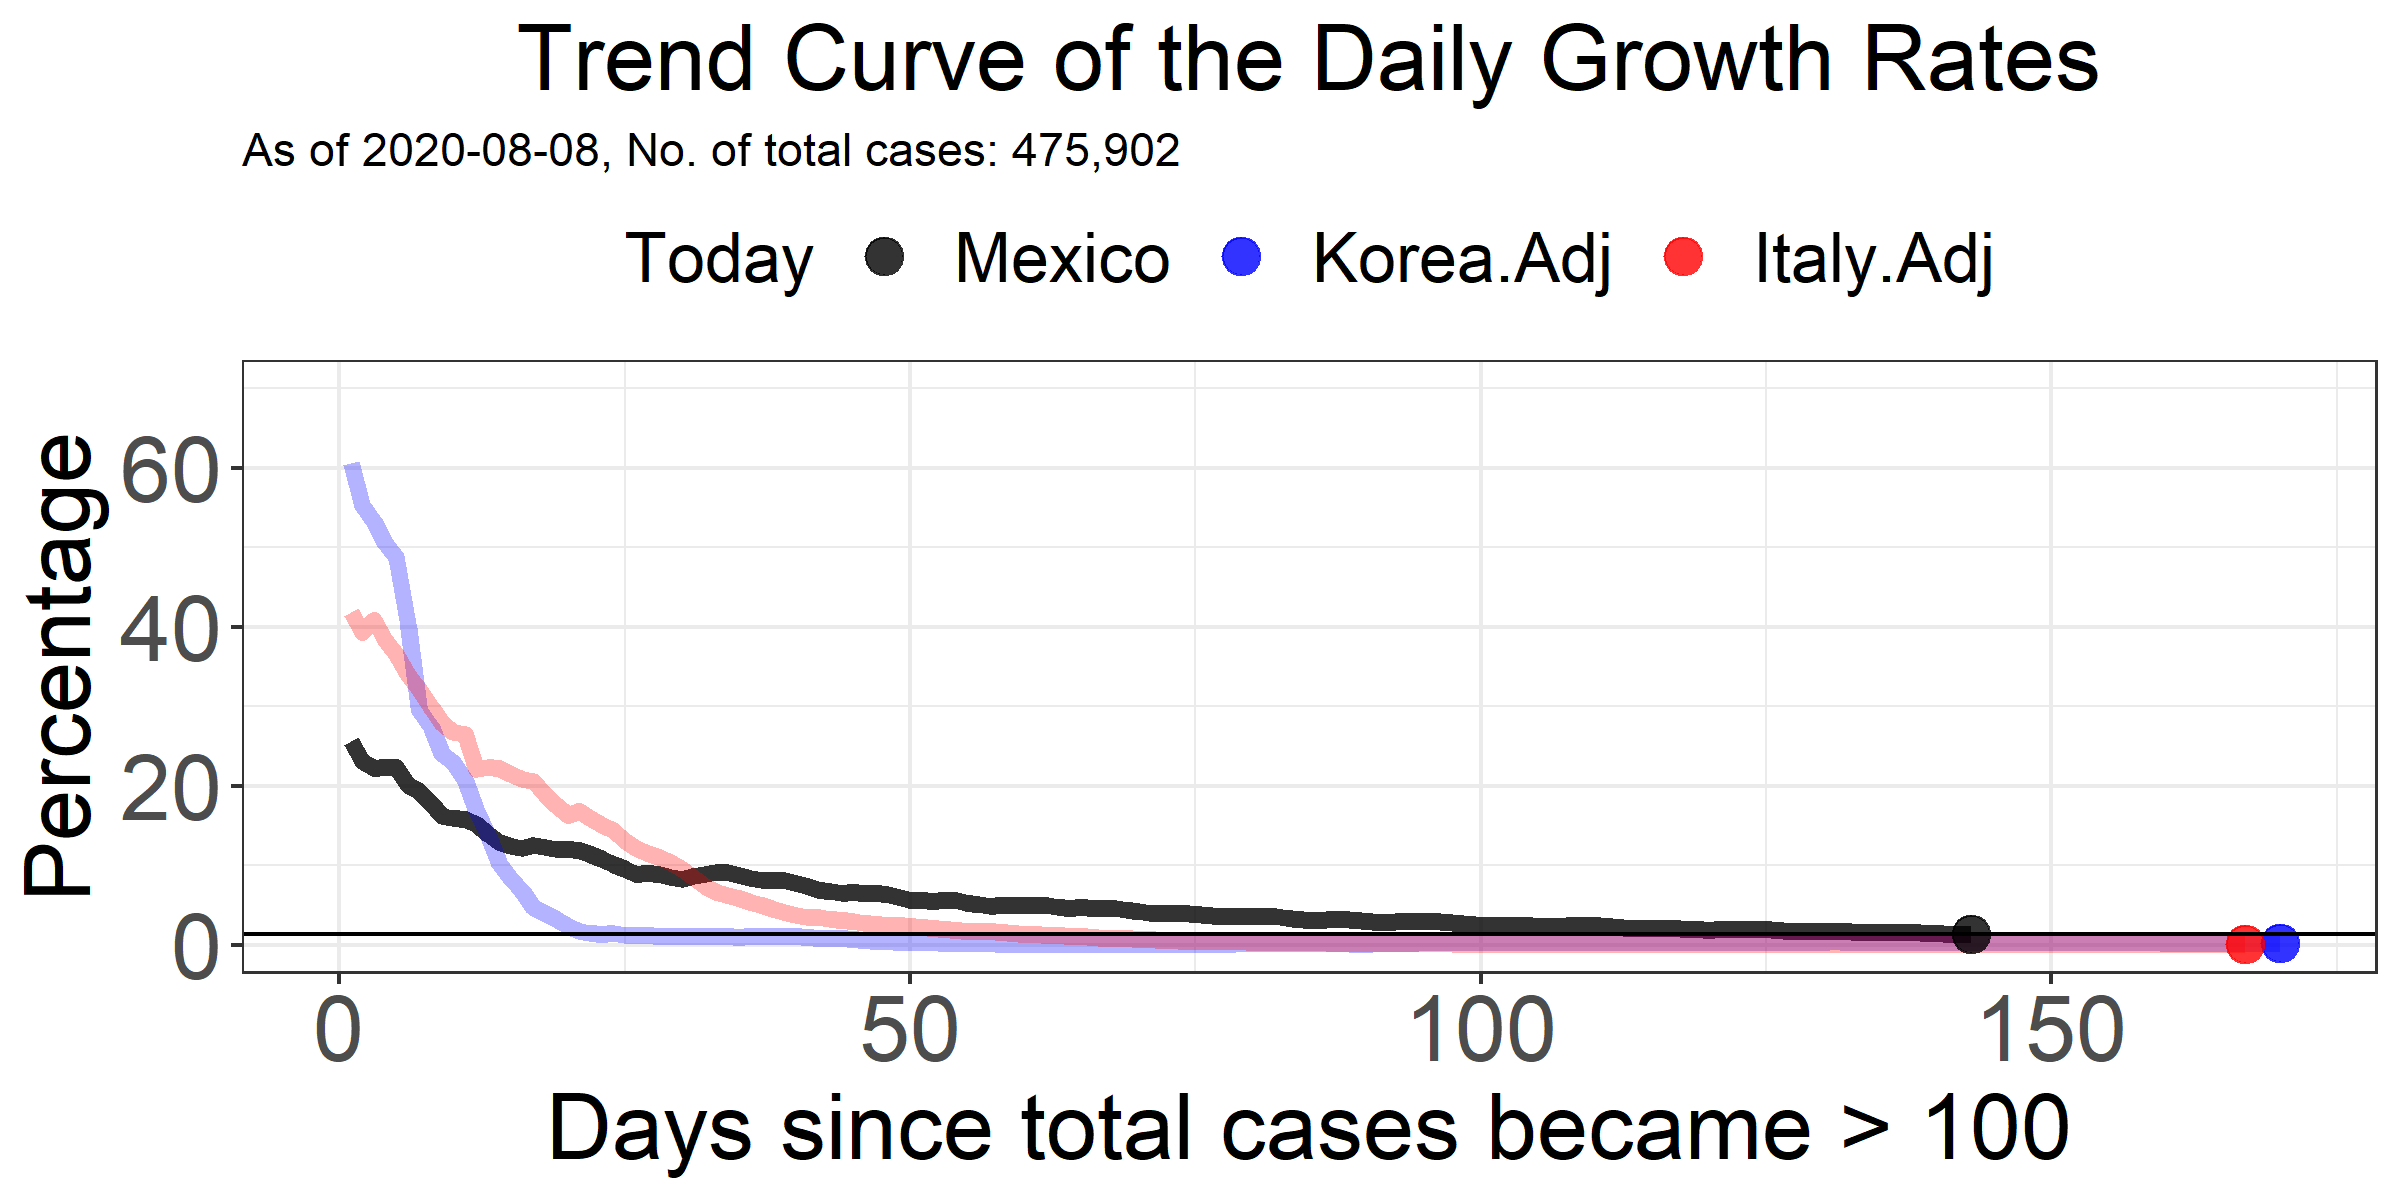 Trend Curve of the Daily Growth Rates
As of 2020-08-08, No. of total cases: 475,902
Today Mexico Korea.Adj Italy.Adj
Percentage
60
40
20
0
0 50 100 150
Days since total cases became > 100